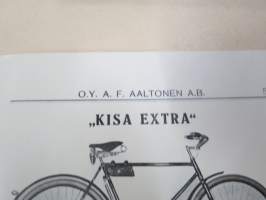 O.Y. A. F. AALTONEN A.B.
„KISA EXTRA“